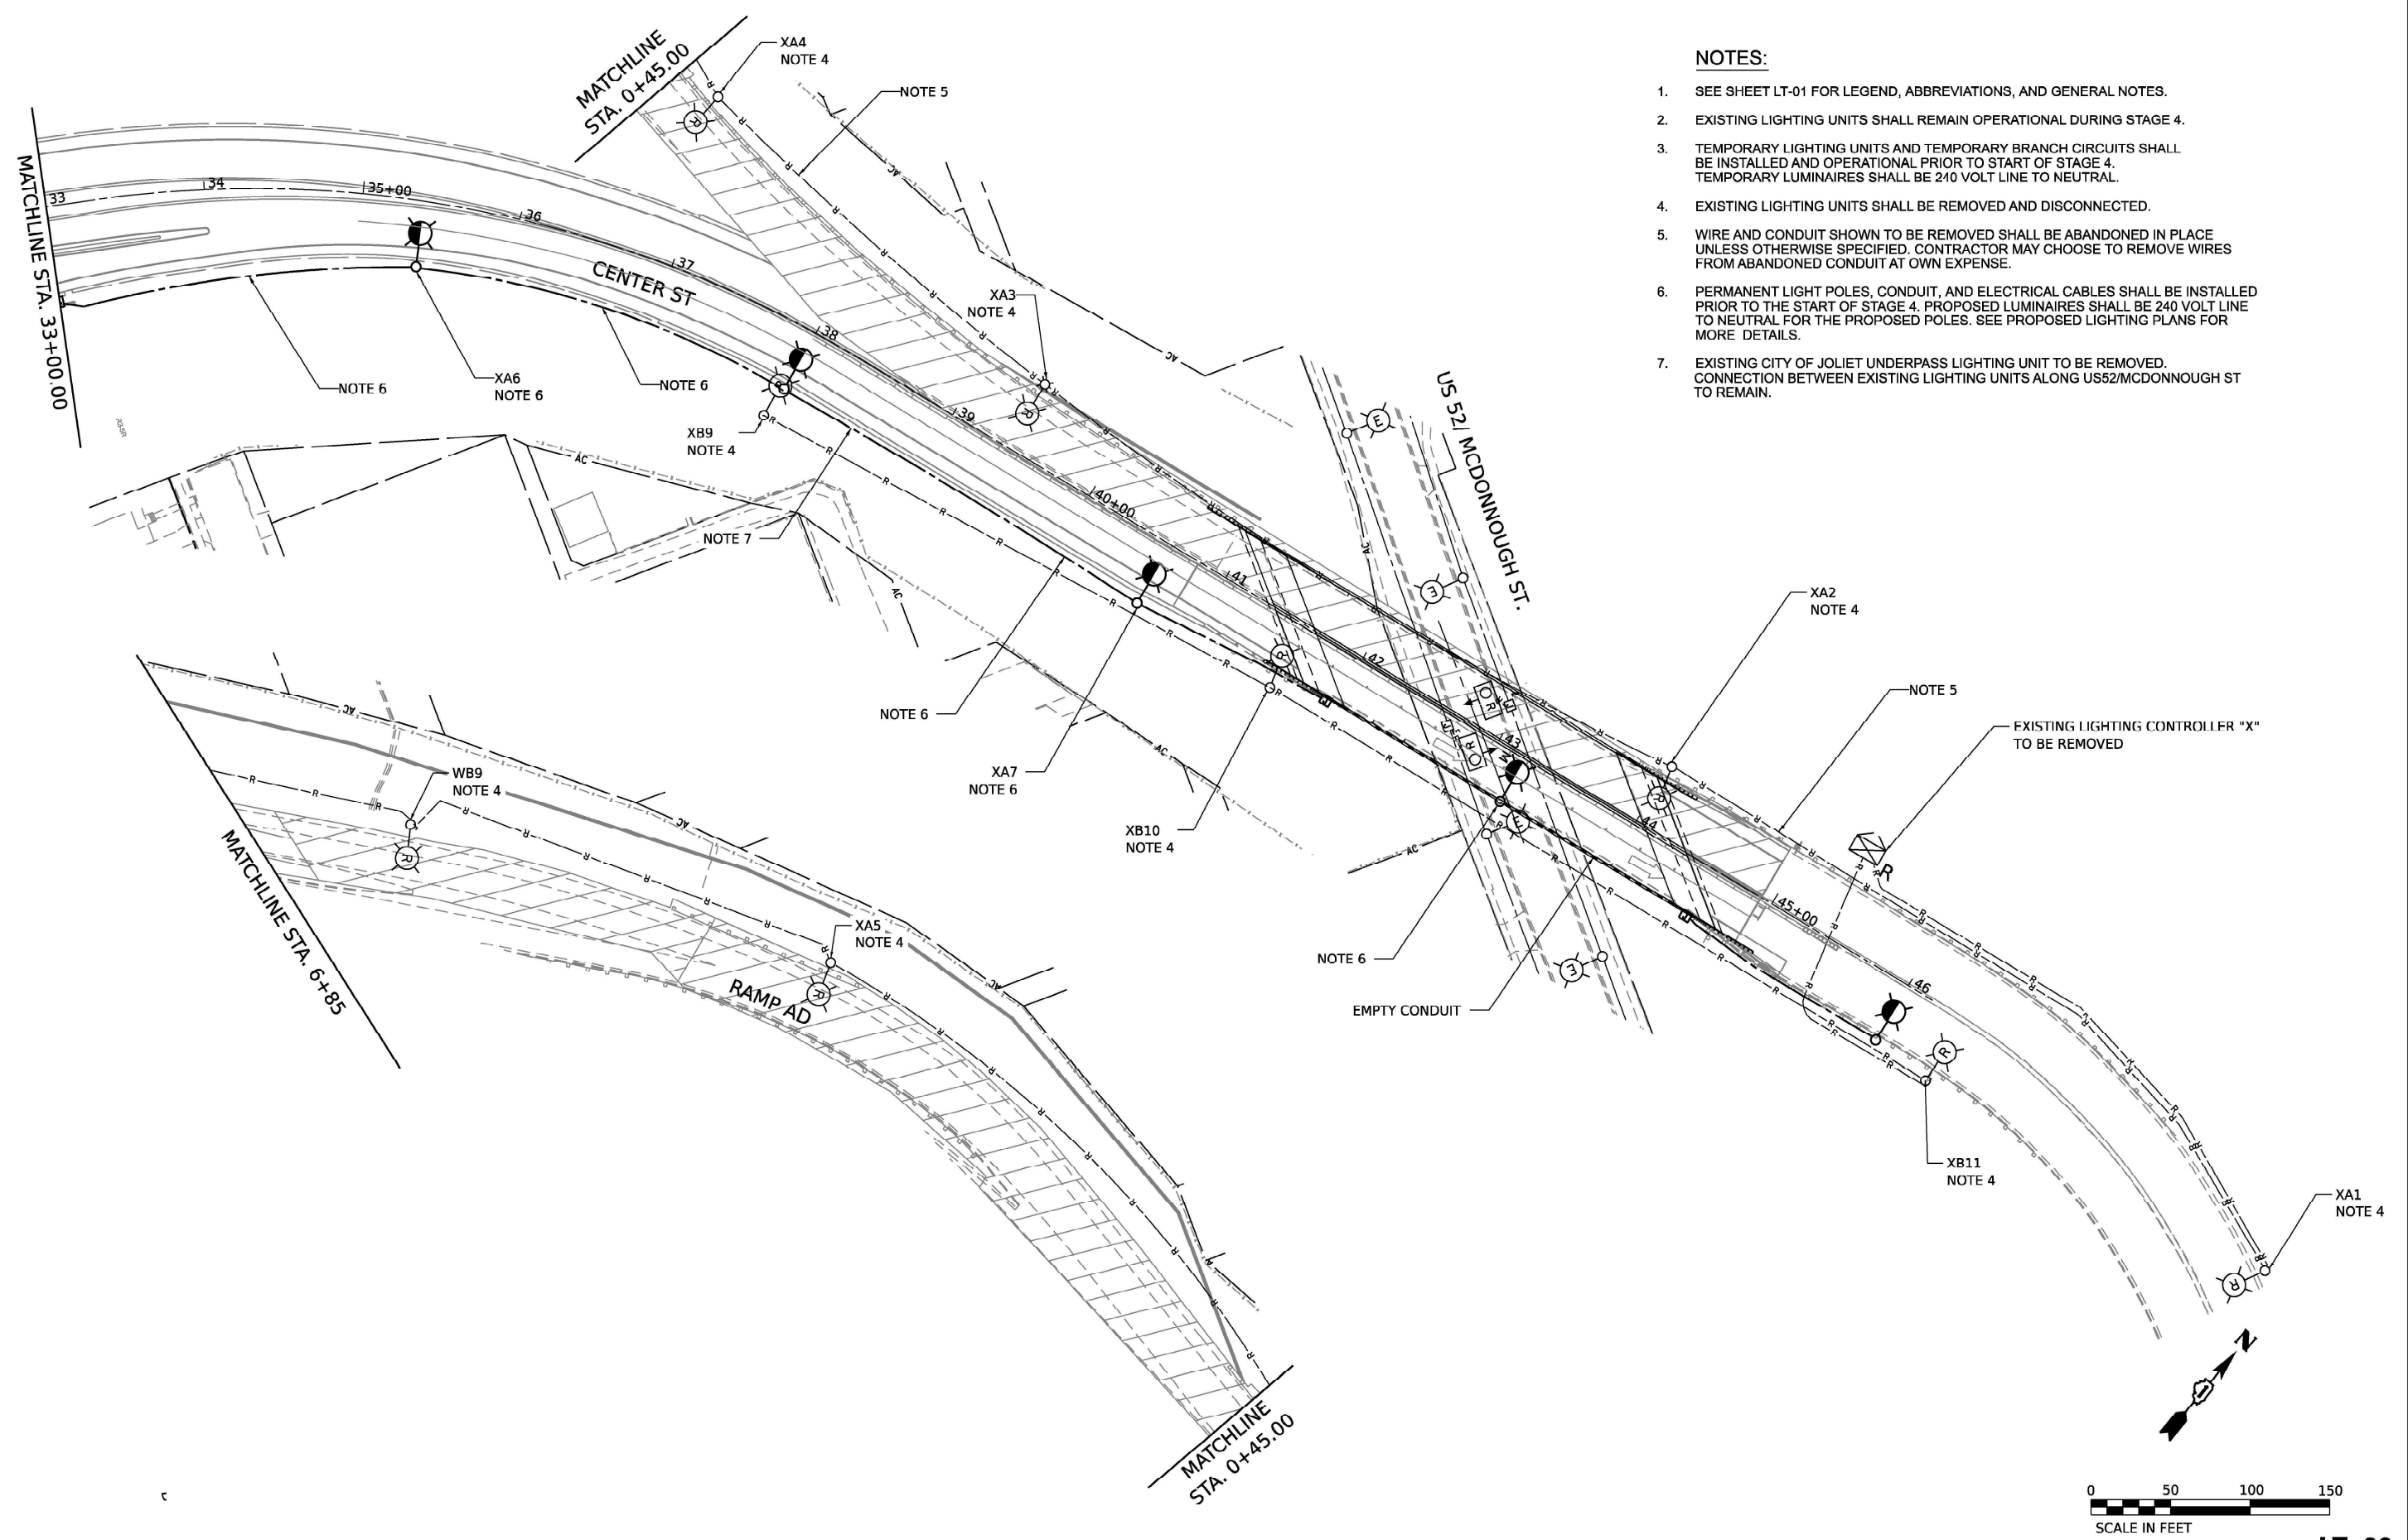 NOTES:
1. SEE SHEET LT-01 FOR LEGEND, ABBREVIATIONS, AND GENERAL NOTES.
2. EXISTING LIGHTING UNITS SHALL REMAIN OPERATIONAL DURING STAGE 4.
3. TEMPORARY LIGHTING UNITS AND TEMPORARY BRANCH CIRCUITS SHALL
BE INSTALLED AND OPERATIONAL PRIOR TO START OF STAGE 4.
TEMPORARY LUMINAIRES SHALL BE 240 VOLT LINE TO NEUTRAL.
4. EXISTING LIGHTING UNITS SHALL BE REMOVED AND DISCONNECTED.
5. WIRE AND CONDUIT SHOWN TO BE REMOVED SHALL BE ABANDONED IN PLACE
UNLESS OTHERWISE SPECIFIED. CONTRACTOR MAY CHOOSE TO REMOVE WIRES
FROM ABANDONED CONDUIT AT OWN EXPENSE.
6. PERMANENT LIGHT POLES, CONDUIT, AND ELECTRICAL CABLES SHALL BE INSTALLED
PRIOR TO THE START OF STAGE 4. PROPOSED LUMINAIRES SHALL BE 240 VOLT LINE
TO NEUTRAL FOR THE PROPOSED POLES. SEE PROPOSED LIGHTING PLANS FOR
MORE DETAILS.
7. EXISTING CITY OF JOLIET UNDERPASS LIGHTING UNIT TO BE REMOVED.
CONNECTION BETWEEN EXISTING LIGHTING UNITS ALONG US52/MCDONNOUGH ST
TO REMAIN.
MATCHLINE
STA. 0+45.00
XA4
NOTE 4
NOTE 5
MATCHLINE STA. 33+00.00
33
34
35+00
36
37
38
39
40+00
41
42
43
44
45+00
46
CENTER ST
XA3
NOTE 4
NOTE 6
XA6
NOTE 6
NOTE 6
XB9
NOTE 4
NOTE 7
US 52/ MCDONNOUGH ST.
AC
AC
AC
AC
AC
AC
AC
AC
XA2
NOTE 4
NOTE 5
EXISTING LIGHTING CONTROLLER "X"
TO BE REMOVED
R
NOTE 6
XA7
NOTE 6
XB10
NOTE 4
NOTE 6
EMPTY CONDUIT
XB11
NOTE 4
XA1
NOTE 4
WB9
NOTE 4
XA5
NOTE 4
AC
AC
AC
RAMP AD
MATCHLINE STA. 6+85
MATCHLINE
STA. 0+45.00
N
0 50 100 150
SCALE IN FEET